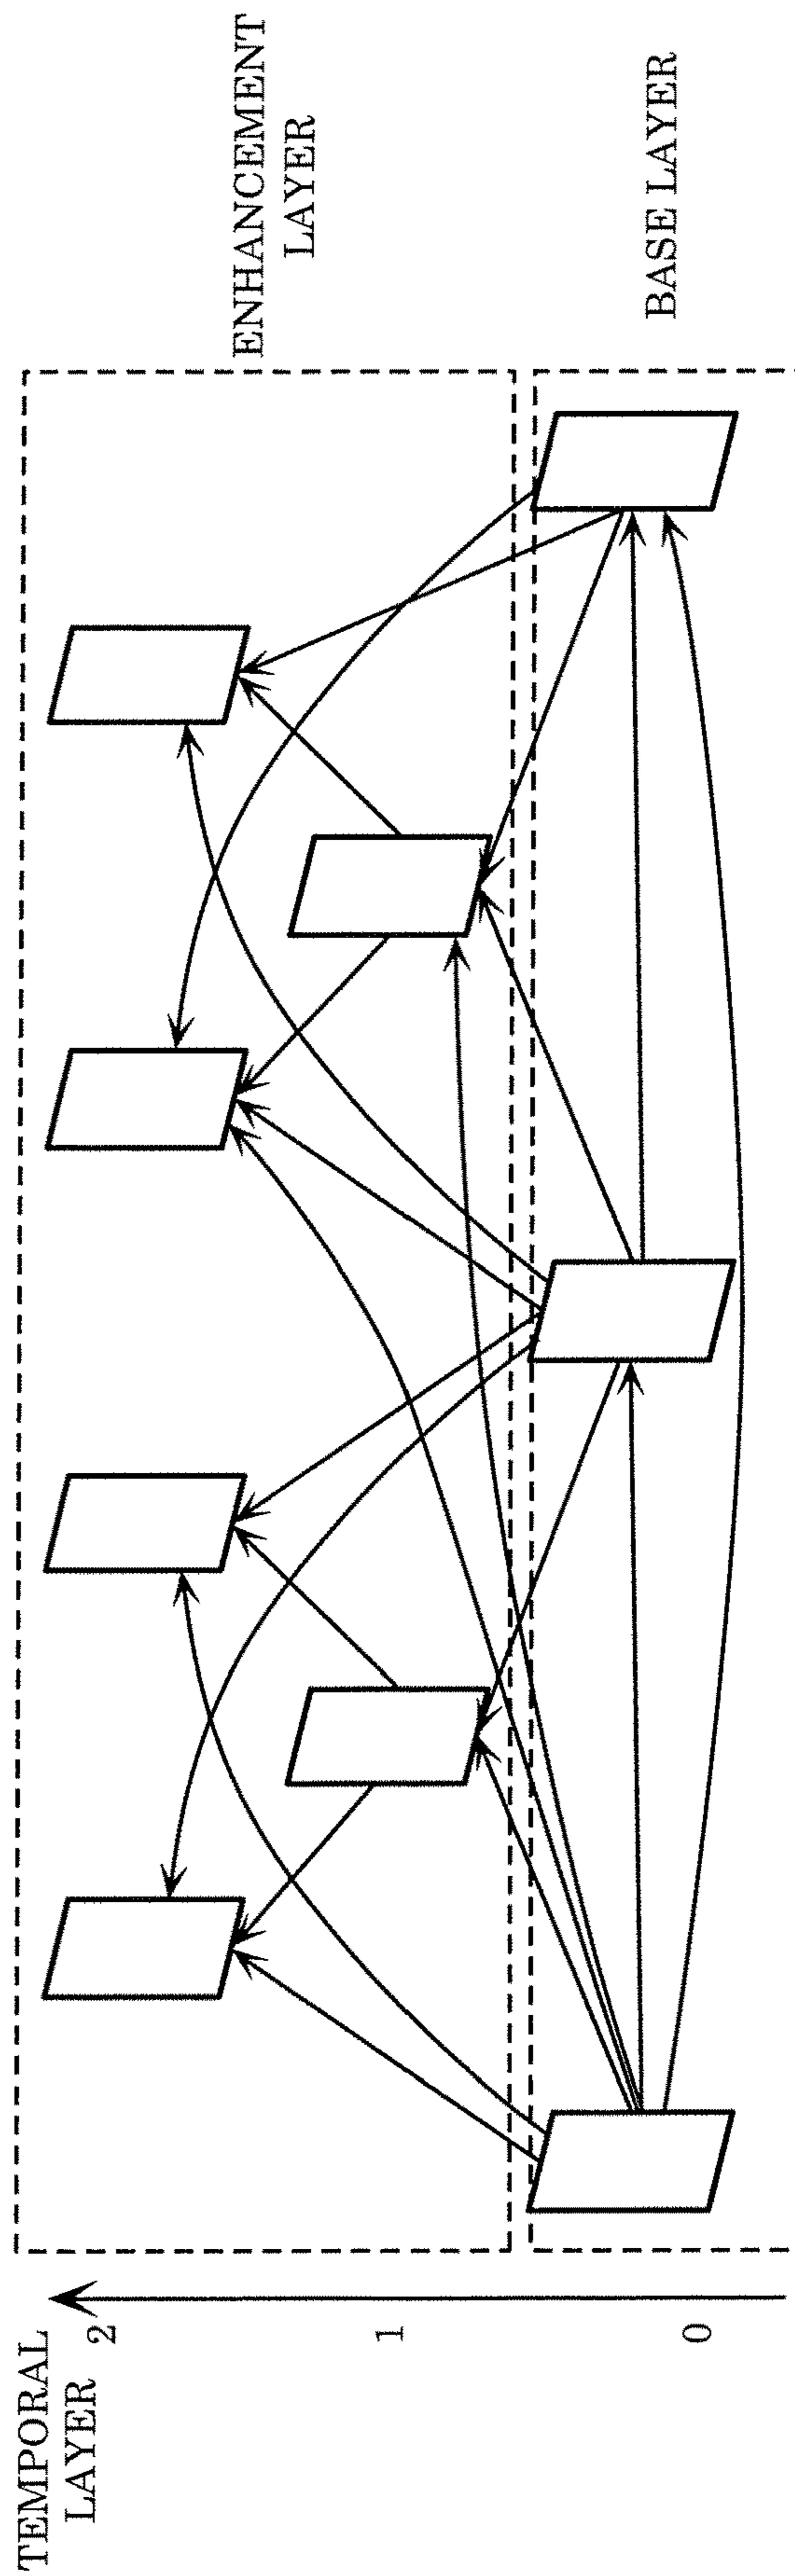 TEMPORAL
LAYER
2
1
0
ENHANCEMENT
LAYER
BASE LAYER